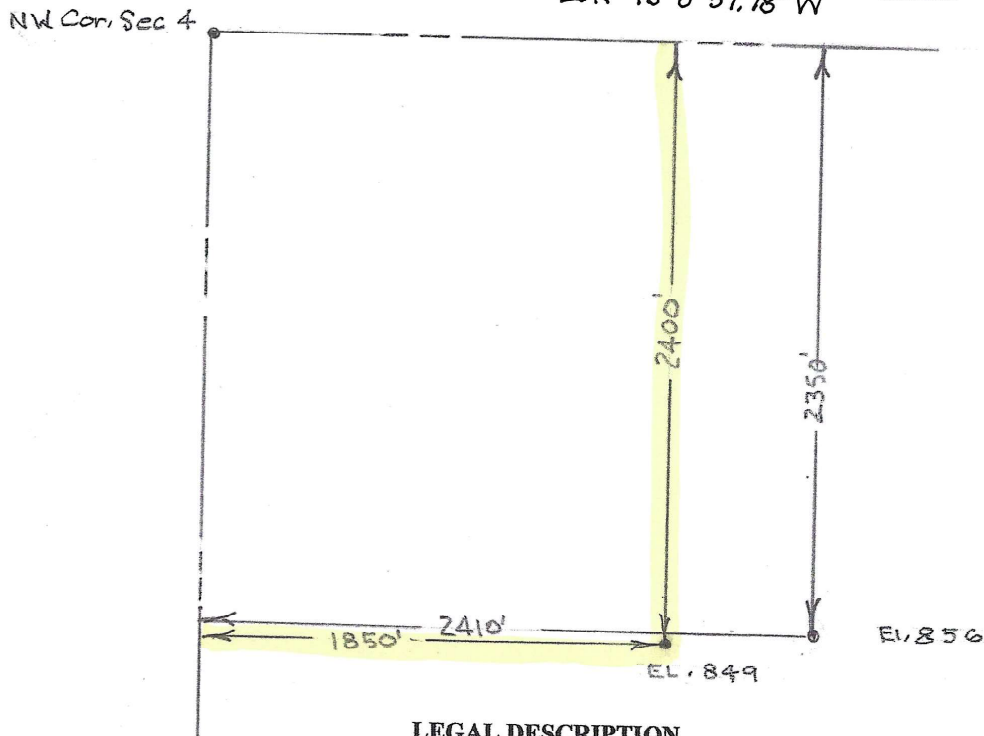 NW Cor. Sec 4
2400'
2350'
2410'
1850'
EL. 849
El. 856
LEGAL DESCRIPTION